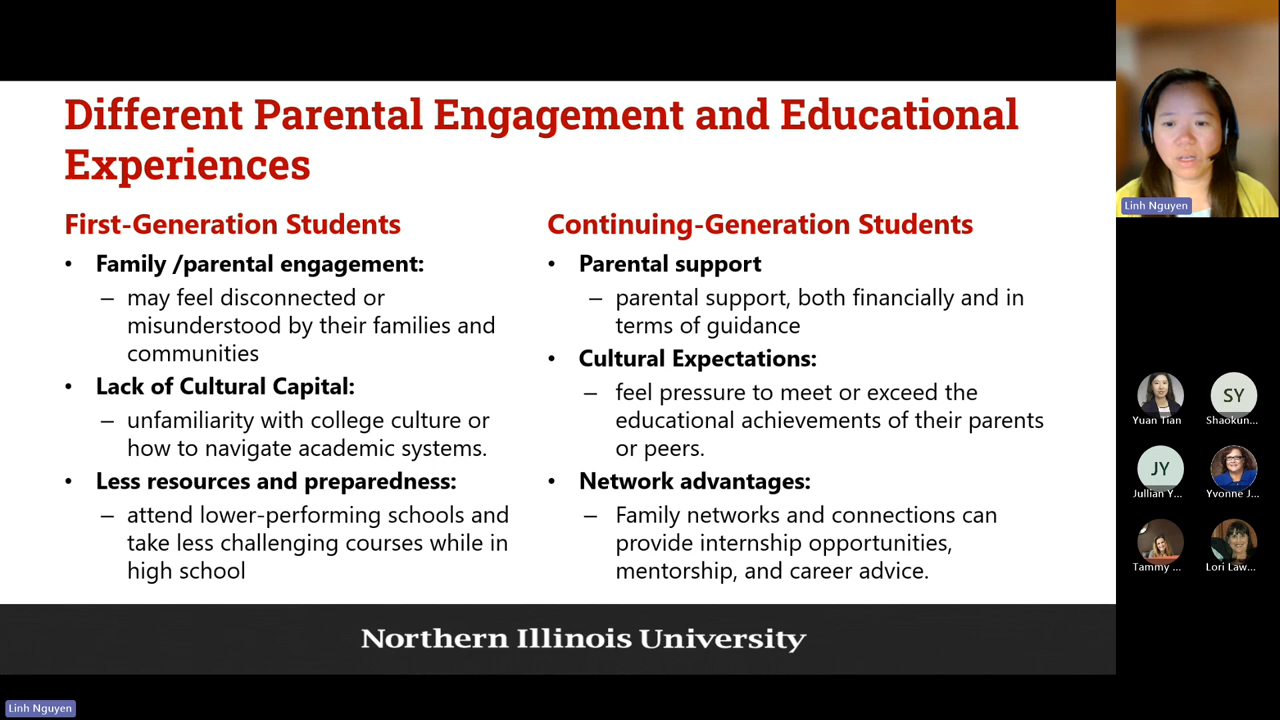 Different Parental Engagement and Educational
Experiences
First-Generation Students
• Family /parental engagement:
– may feel disconnected or
misunderstood by their families and
communities
• Lack of Cultural Capital:
– unfamiliarity with college culture or
how to navigate academic systems.
• Less resources and preparedness:
– attend lower-performing schools and
take less challenging courses while in
high school
Continuing-Generation Students
• Parental support
– parental support, both financially and in
terms of guidance
• Cultural Expectations:
– feel pressure to meet or exceed the
educational achievements of their parents
or peers.
• Network advantages:
– Family networks and connections can
provide internship opportunities,
mentorship, and career advice.
Northern Illinois University
Linh Nguyen
SY
Yuan Tian
Shaokun...
JY
Jullian Y...
Yvonne J...
Tammy ...
Lori Law...
Linh Nguyen